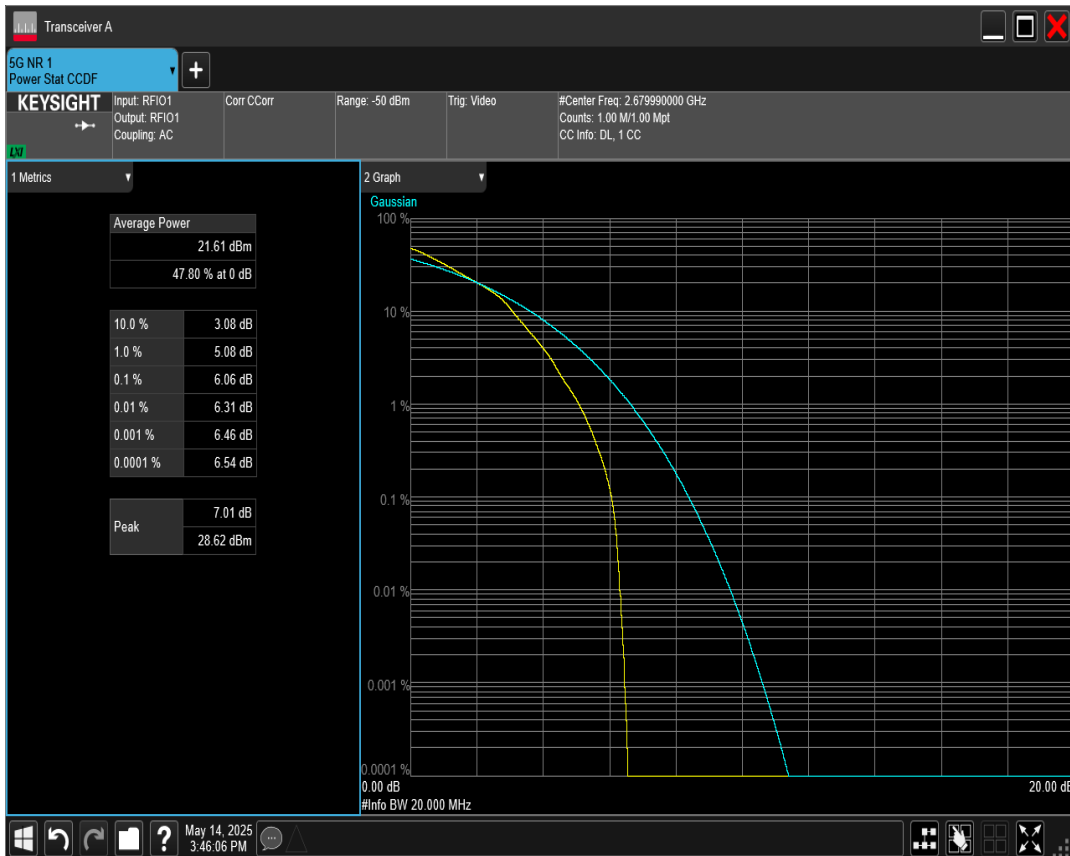 Transceiver A
5G NR 1
Power Stat CCDF
KEYSIGHT
LXI
Input: RFIO1
Output: RFIO1
Coupling: AC
Corr CCorr
Range: -50 dBm
Trig: Video
#Center Freq: 2.679990000 GHz
Counts: 1.00 M/1.00 Mpt
CC Info: DL, 1 CC
1 Metrics
Average Power
21.61 dBm
47.80 % at 0 dB
10.0 % 3.08 dB
1.0 % 5.08 dB
0.1 % 6.06 dB
0.01 % 6.31 dB
0.001 % 6.46 dB
0.0001 % 6.54 dB
Peak 7.01 dB
28.62 dBm
2 Graph
Gaussian
100 %
10 %
1 %
0.1 %
0.01 %
0.001 %
0.0001 %
0.00 dB 20.00 dB
#Info BW 20.000 MHz
May 14, 2025
3:46:06 PM